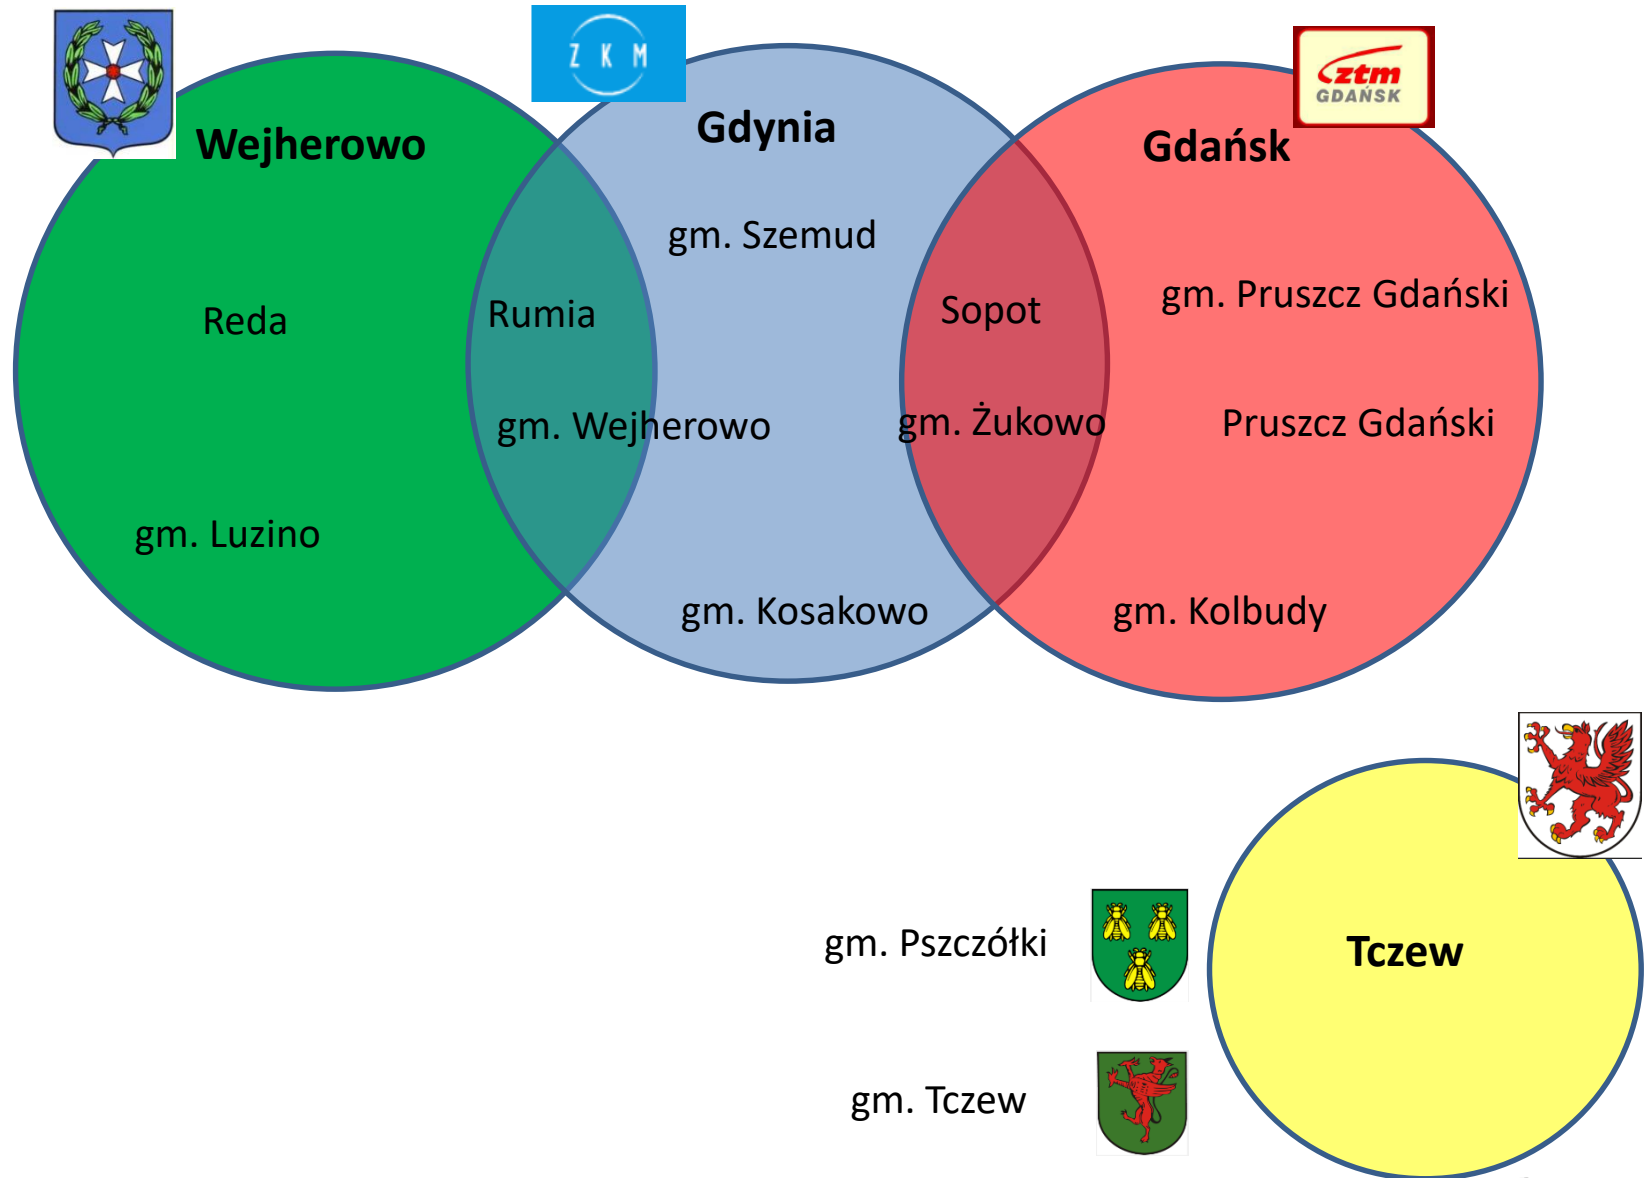 Z K M
ztm
GDAŃSK
Wejherowo
Gdynia
Gdańsk
gm. Szemud
Reda
Rumia
Sopot
gm. Pruszcz Gdański
gm. Wejherowo
gm. Żukowo
Pruszcz Gdański
gm. Luzino
gm. Kosakowo
gm. Kolbudy
gm. Pszczółki
Tczew
gm. Tczew